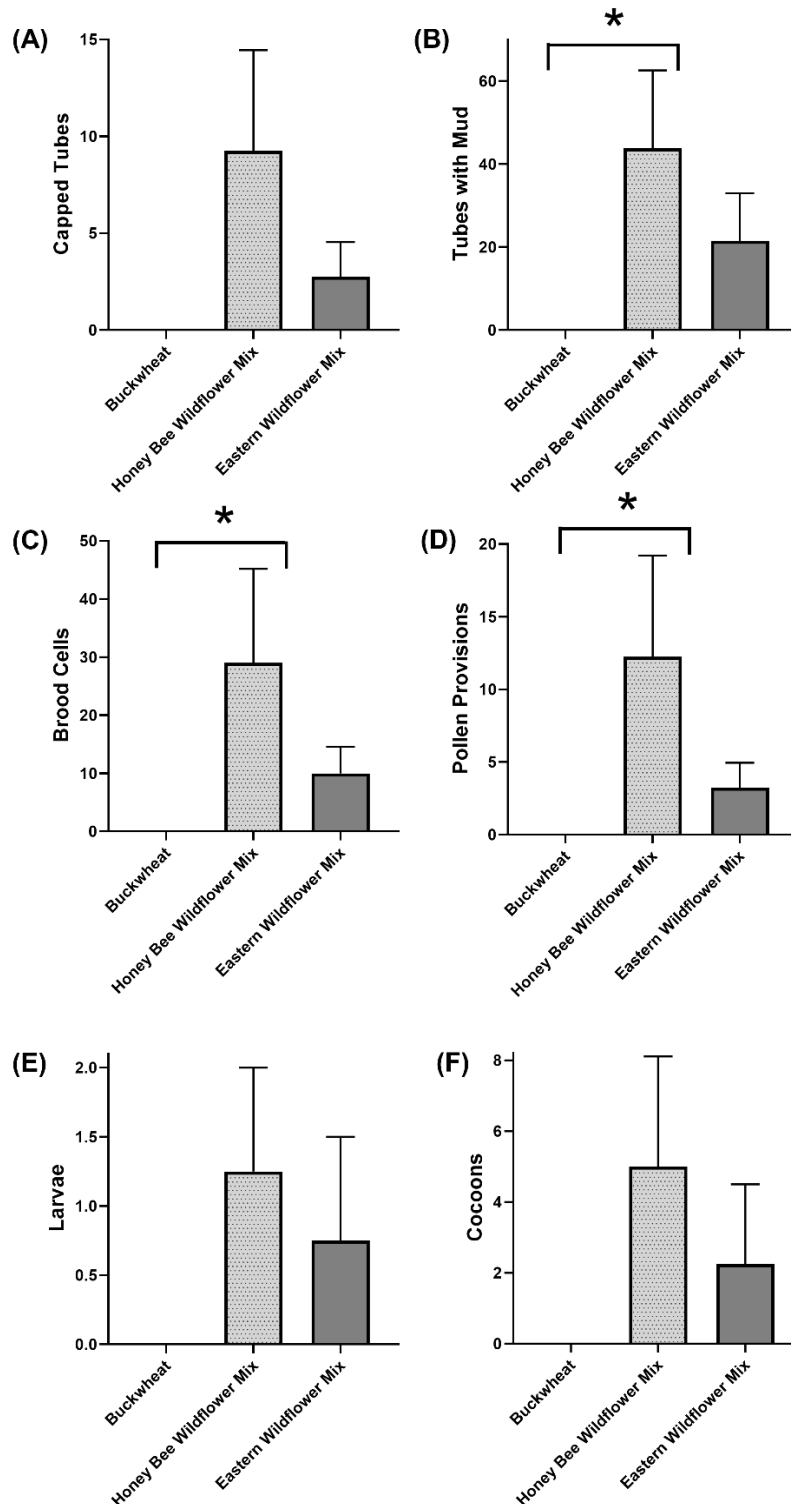 (A)
Capped Tubes
15
10
5
0
Buckwheat
Honey Bee Wildflower Mix
Eastern Wildflower Mix
(B)
*
Tubes with Mud
60
40
20
0
Buckwheat
Honey Bee Wildflower Mix
Eastern Wildflower Mix
(C)
*
Brood Cells
50
40
30
20
10
0
Buckwheat
Honey Bee Wildflower Mix
Eastern Wildflower Mix
(D)
*
Pollen Provisions
20
15
10
5
0
Buckwheat
Honey Bee Wildflower Mix
Eastern Wildflower Mix
(E)
Larvae
2.0
1.5
1.0
0.5
0.0
Buckwheat
Honey Bee Wildflower Mix
Eastern Wildflower Mix
(F)
Cocoons
8
6
4
2
0
Buckwheat
Honey Bee Wildflower Mix
Eastern Wildflower Mix